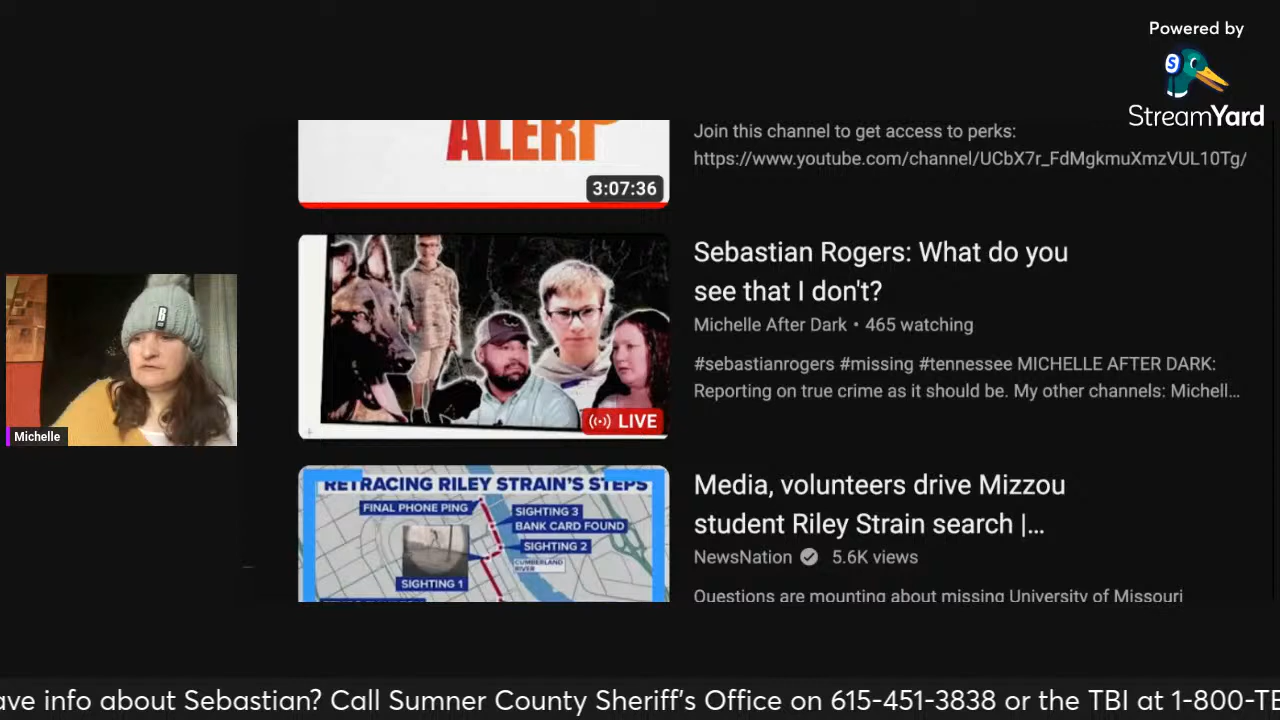 Powered by
StreamYard
ALERT
3:07:36
Join this channel to get access to perks:
https://www.youtube.com/channel/UCbX7r_FdMgkmuXmzVUL10Tg/
Sebastian Rogers: What do you
see that I don't?
Michelle After Dark • 465 watching
#sebastianrogers #missing #tennessee MICHELLE AFTER DARK:
Reporting on true crime as it should be. My other channels: Michell...
LIVE
Michelle
RETRACING RILEY STRAIN'S STEPS
FINAL PHONE PING
SIGHTING 3
BANK CARD FOUND
SIGHTING 2
CUMBERLAND
RIVER
SIGHTING 1
Media, volunteers drive Mizzou
student Riley Strain search |...
NewsNation 5.6K views
Questions are mounting about missing University of Missouri
ave info about Sebastian? Call Sumner County Sheriff's Office on 615-451-3838 or the TBI at 1-800-TB